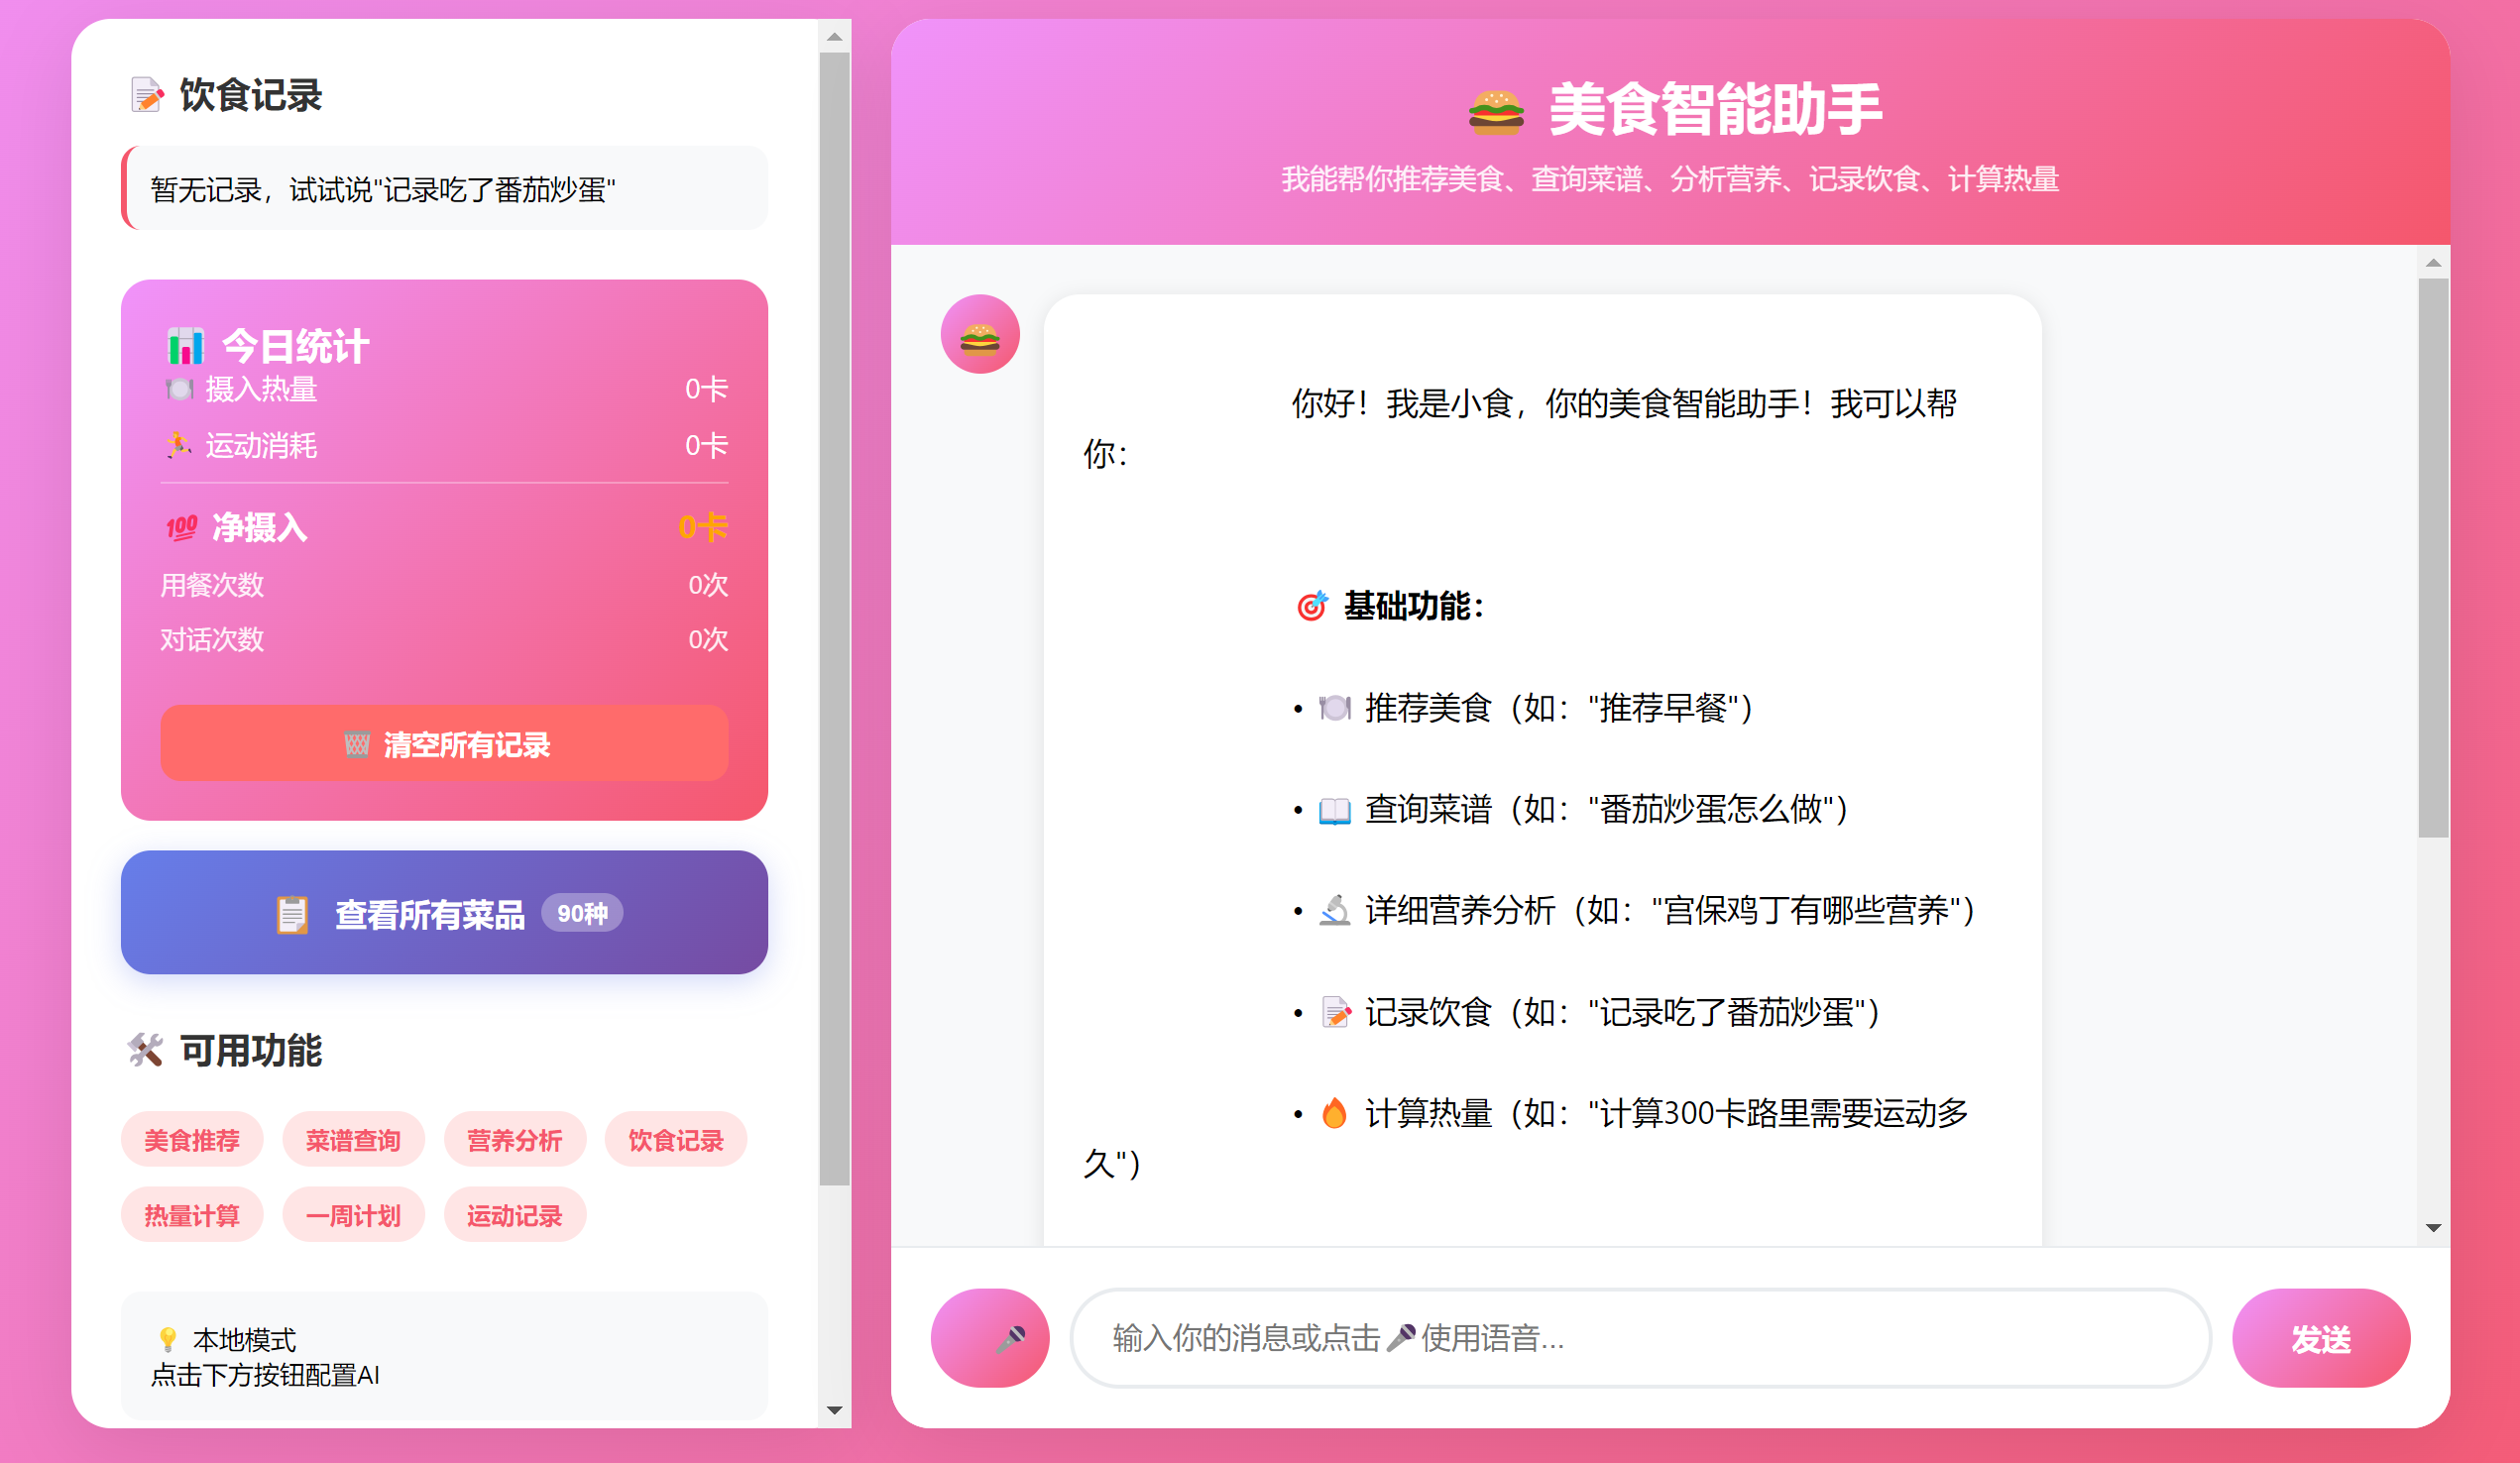 📝 饮食记录
暂无记录，试试说"记录吃了番茄炒蛋"
📊 今日统计
🍽️ 摄入热量 0卡
🏃 运动消耗 0卡
💯 净摄入 0卡
用餐次数 0次
对话次数 0次
🗑️ 清空所有记录
📋 查看所有菜品 90种
🛠️ 可用功能
美食推荐 菜谱查询 营养分析 饮食记录
热量计算 一周计划 运动记录
💡 本地模式
点击下方按钮配置AI
🍔 美食智能助手
我能帮你推荐美食、查询菜谱、分析营养、记录饮食、计算热量
你好！我是小食，你的美食智能助手！我可以帮
你：
🎯 基础功能：
• 🍽️ 推荐美食（如："推荐早餐"）
• 📖 查询菜谱（如："番茄炒蛋怎么做"）
• 🔬 详细营养分析（如："宫保鸡丁有哪些营养"）
• 📝 记录饮食（如："记录吃了番茄炒蛋"）
• 🔥 计算热量（如："计算300卡路里需要运动多
久"）
输入你的消息或点击🎤使用语音...
发送